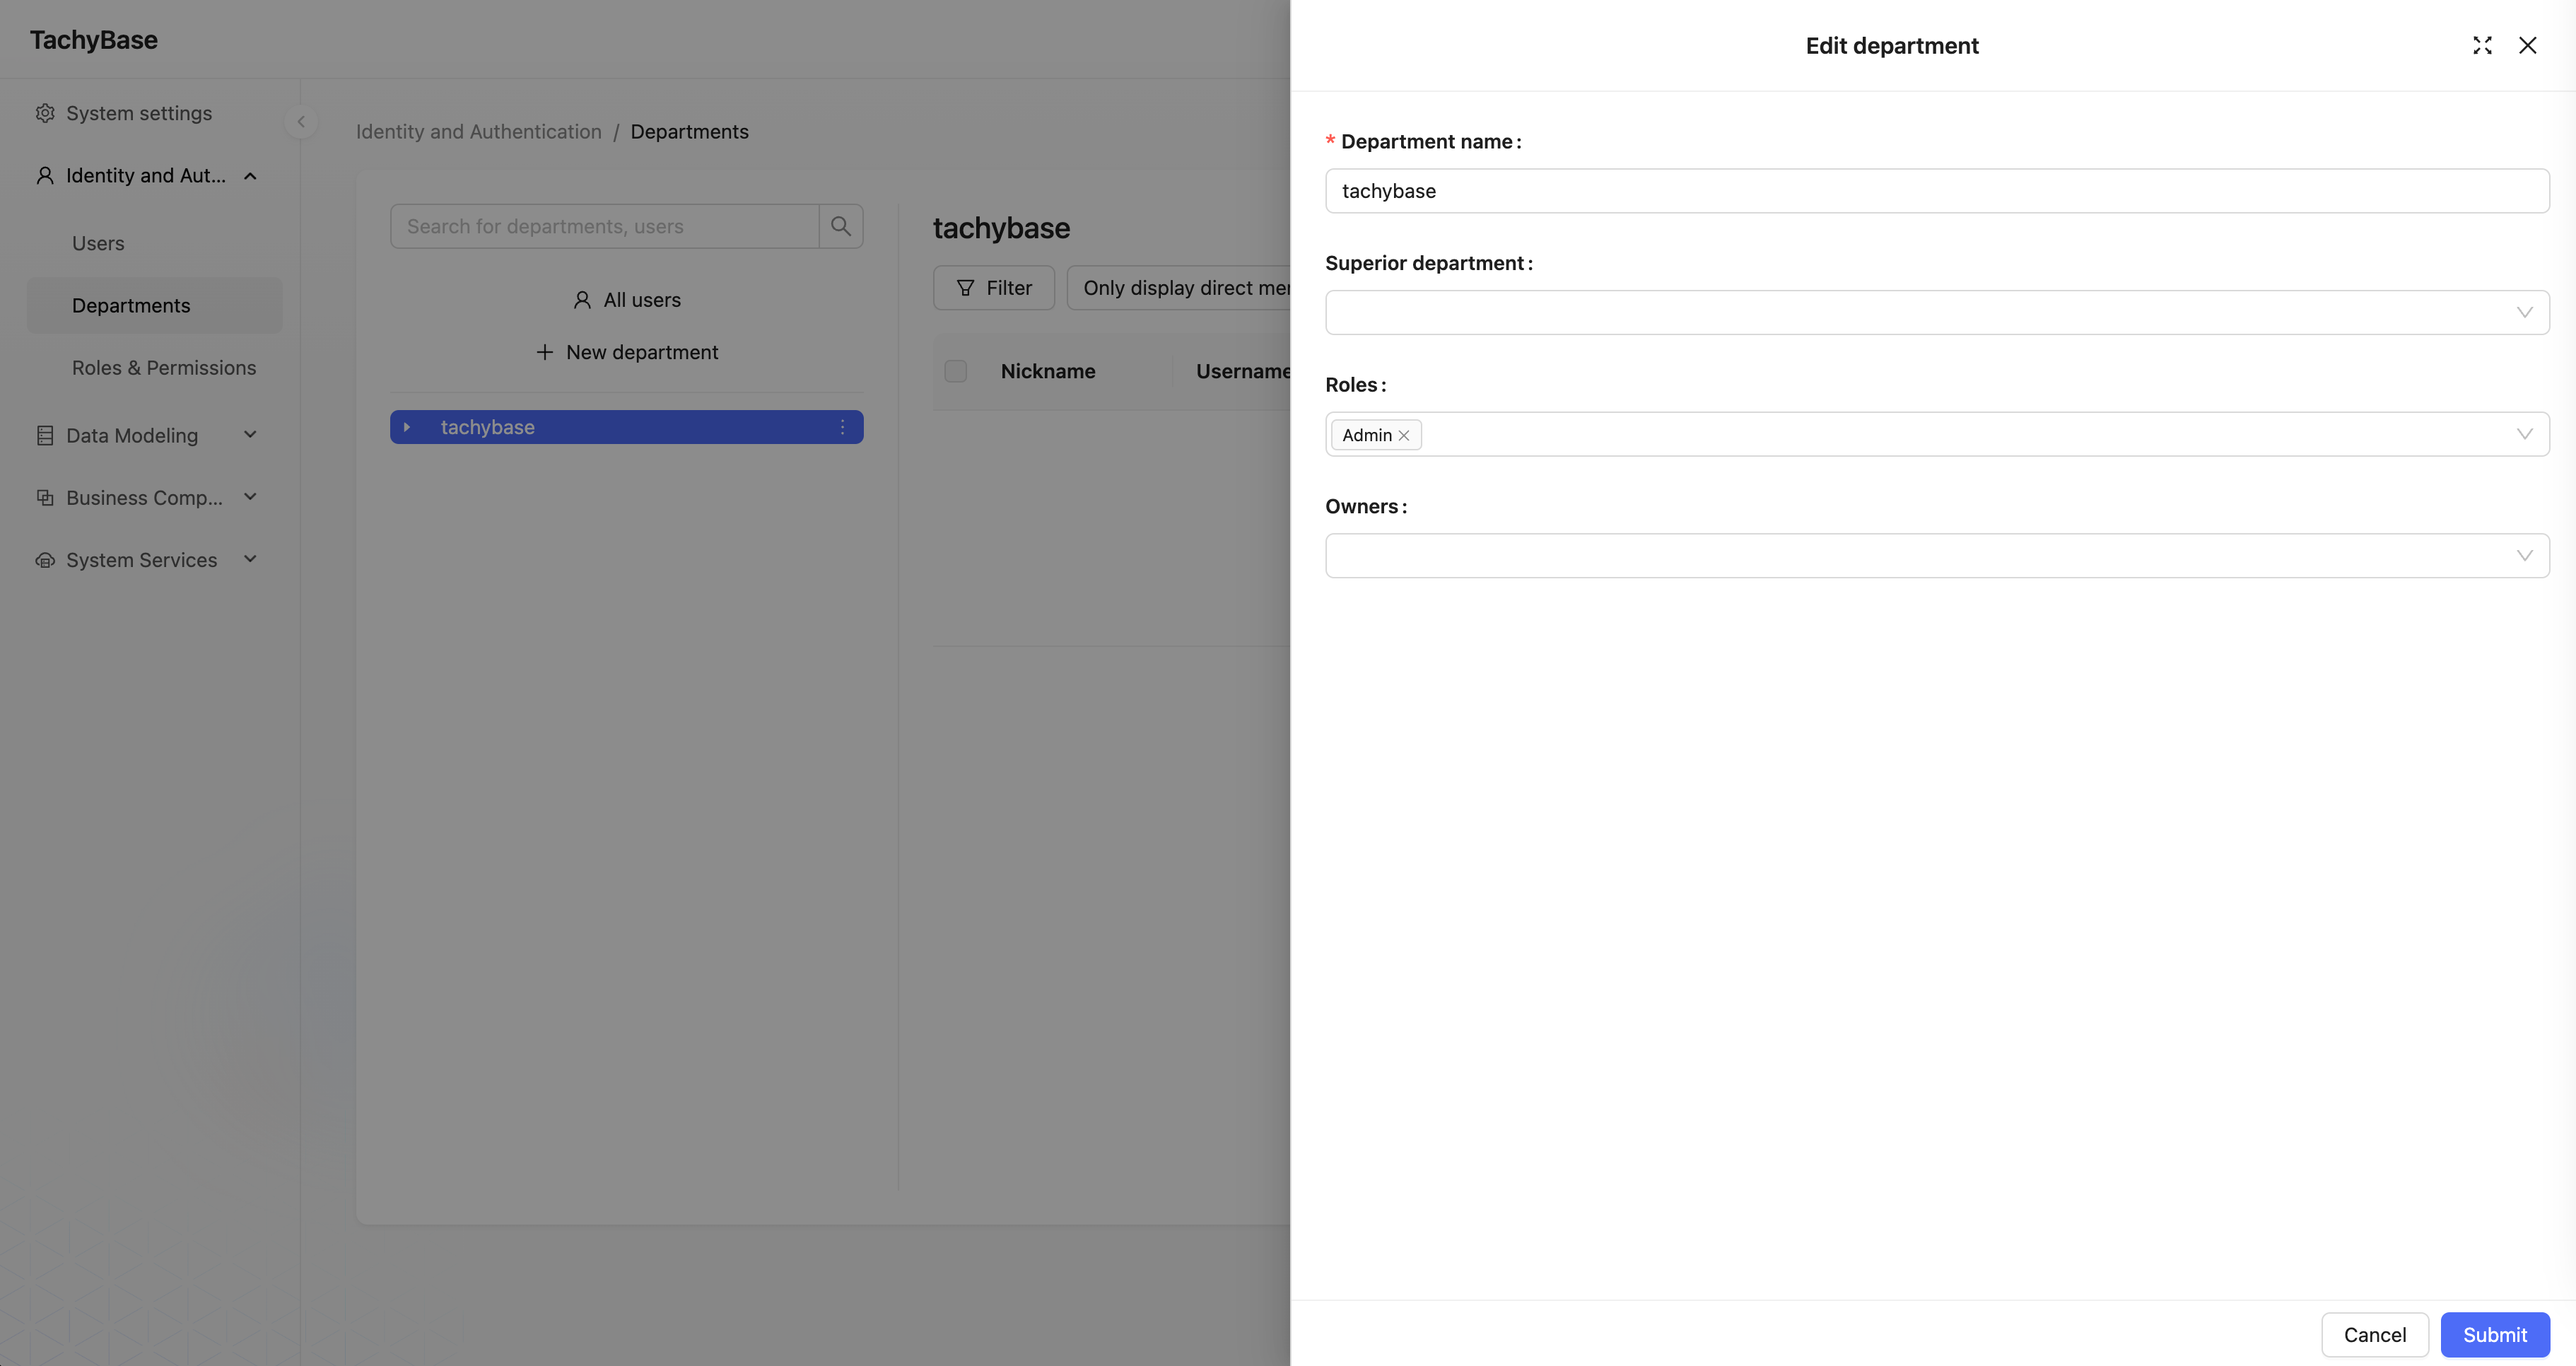 TachyBase
System settings
Identity and Aut...
Users
Departments
Roles & Permissions
Data Modeling
Business Comp...
System Services
Identity and Authentication / Departments
Search for departments, users
All users
New department
tachybase
tachybase
Filter
Only display direct
Nickname
Username
Edit department
* Department name:
tachybase
Superior department:
Roles:
Admin
Owners:
Cancel
Submit